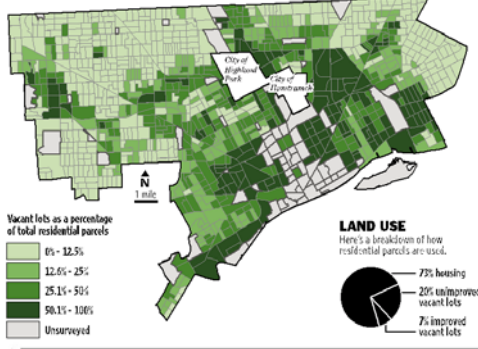 City of
Highland
Park
City of
Hamtramck
N
1 mile
Vacant lots as a percentage
of total residential parcels
0% - 12.5%
12.6% - 25%
25.1% - 50%
50.1% - 100%
Unsurveyed
LAND USE
Here's a breakdown of how
residential parcels are used.
73% housing
20% unimproved
vacant lots
7% improved
vacant lots